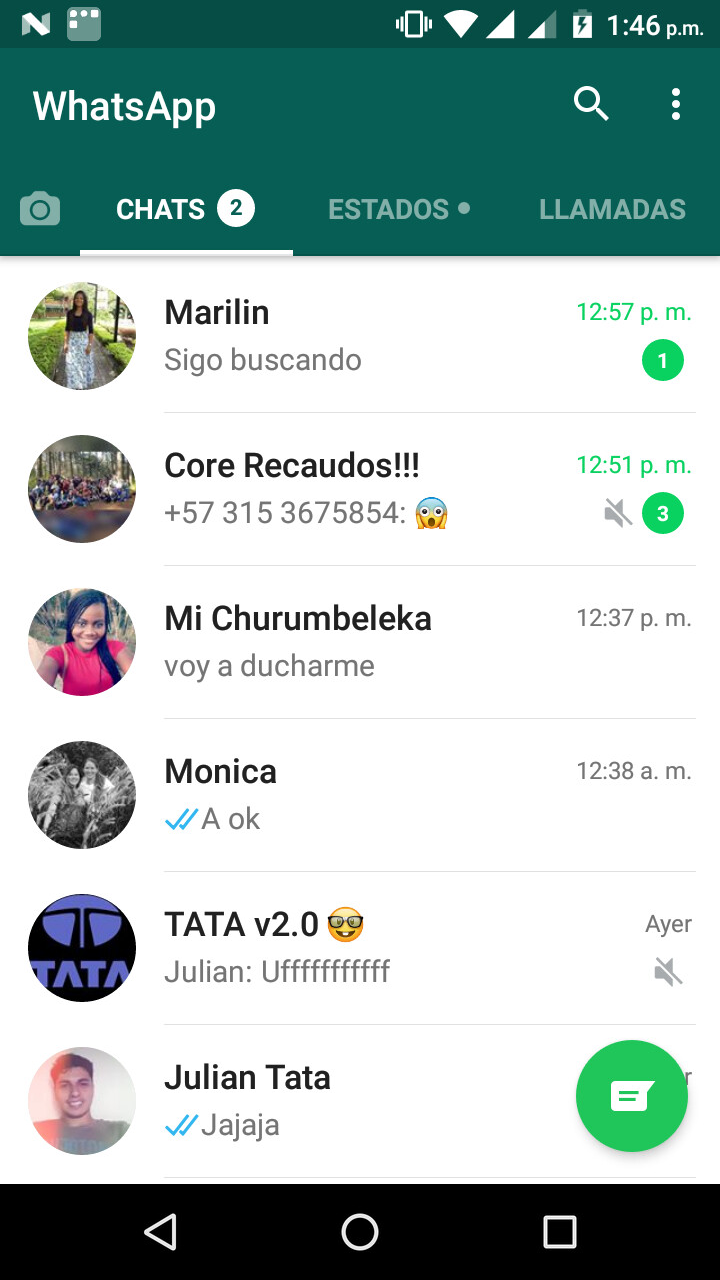 1:46 p.m.
WhatsApp
CHATS 2
ESTADOS
LLAMADAS
Marilin
12:57 p. m.
Sigo buscando
1
Core Recaudos!!!
12:51 p. m.
+57 315 3675854: 😱
3
Mi Churumbeleka
12:37 p. m.
voy a ducharme
Monica
12:38 a. m.
A ok
TATA v2.0 🤓
Ayer
Julian: Ufffffffffff
TATA
Julian Tata
r
Jajaja